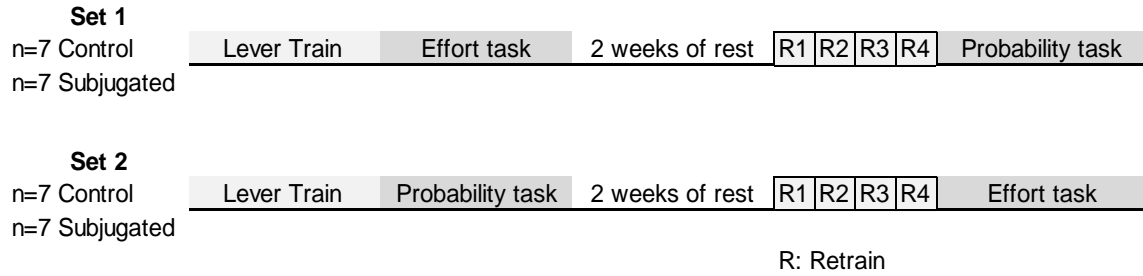 Set 1
n=7 Control Lever Train Effort task 2 weeks of rest R1 R2 R3 R4 Probability task
n=7 Subjugated
Set 2
n=7 Control Lever Train Probability task 2 weeks of rest R1 R2 R3 R4 Effort task
n=7 Subjugated
R: Retrain